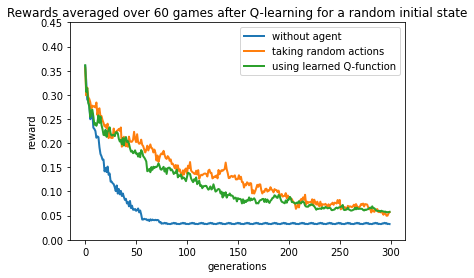 Rewards averaged over 60 games after Q-learning for a random initial state
without agent
taking random actions
using learned Q-function
reward
0.45
0.40
0.35
0.30
0.25
0.20
0.15
0.10
0.05
0.00
0
50
100
150
200
250
300
generations